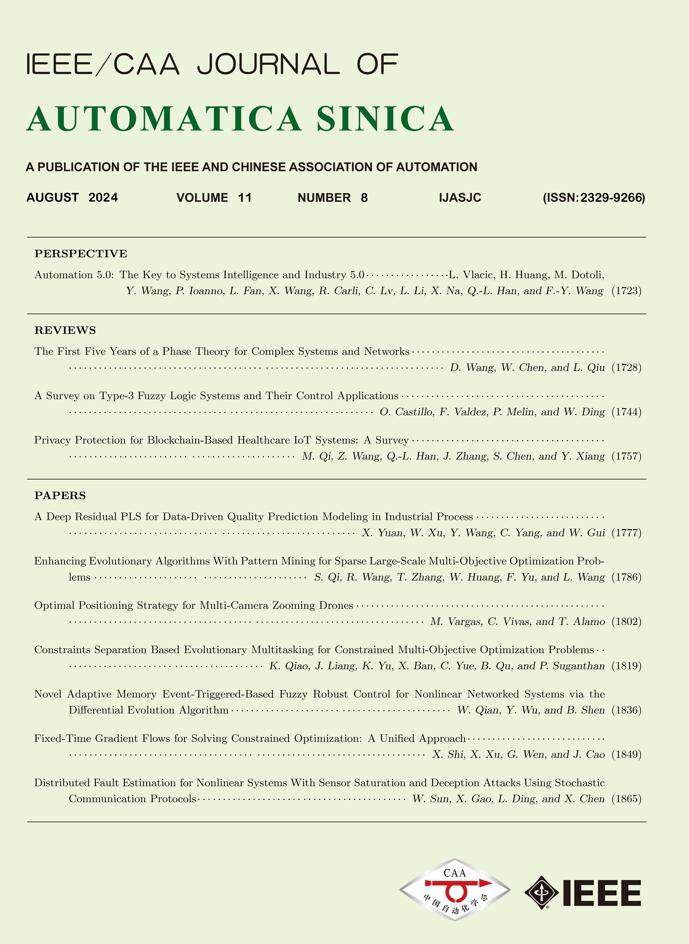 IEEE/CAA JOURNAL OF
AUTOMATICA SINICA
A PUBLICATION OF THE IEEE AND CHINESE ASSOCIATION OF AUTOMATION
AUGUST 2024 VOLUME 11 NUMBER 8 IJASJC (ISSN:2329-9266)
PERSPECTIVE
Automation 5.0: The Key to Systems Intelligence and Industry 5.0·················L. Vlacic, H. Huang, M. Dotoli,
Y. Wang, P. Ioanno, L. Fan, X. Wang, R. Carli, C. Lv, L. Li, X. Na, Q.-L. Han, and F.-Y. Wang (1723)
REVIEWS
The First Five Years of a Phase Theory for Complex Systems and Networks······································
········································································· D. Wang, W. Chen, and L. Qiu (1728)
A Survey on Type-3 Fuzzy Logic Systems and Their Control Applications ········································
···························································· O. Castillo, F. Valdez, P. Melin, and W. Ding (1744)
Privacy Protection for Blockchain-Based Healthcare IoT Systems: A Survey ······································
············································ M. Qi, Z. Wang, Q.-L. Han, J. Zhang, S. Chen, and Y. Xiang (1757)
PAPERS
A Deep Residual PLS for Data-Driven Quality Prediction Modeling in Industrial Process ··························
························································ X. Yuan, W. Xu, Y. Wang, C. Yang, and W. Gui (1777)
Enhancing Evolutionary Algorithms With Pattern Mining for Sparse Large-Scale Multi-Objective Optimization Prob-
lems ·········································· S. Qi, R. Wang, T. Zhang, W. Huang, F. Yu, and L. Wang (1786)
Optimal Positioning Strategy for Multi-Camera Zooming Drones ·················································
······································································ M. Vargas, C. Vivas, and T. Alamo (1802)
Constraints Separation Based Evolutionary Multitasking for Constrained Multi-Objective Optimization Problems ··
······································ K. Qiao, J. Liang, K. Yu, X. Ban, C. Yue, B. Qu, and P. Suganthan (1819)
Novel Adaptive Memory Event-Triggered-Based Fuzzy Robust Control for Nonlinear Networked Systems via the
Differential Evolution Algorithm ··········································· W. Qian, Y. Wu, and B. Shen (1836)
Fixed-Time Gradient Flows for Solving Constrained Optimization: A Unified Approach···························
······································································ X. Shi, X. Xu, G. Wen, and J. Cao (1849)
Distributed Fault Estimation for Nonlinear Systems With Sensor Saturation and Deception Attacks Using Stochastic
Communication Protocols·········································· W. Sun, X. Gao, L. Ding, and X. Chen (1865)
CAA
中国自动化学会
IEEE